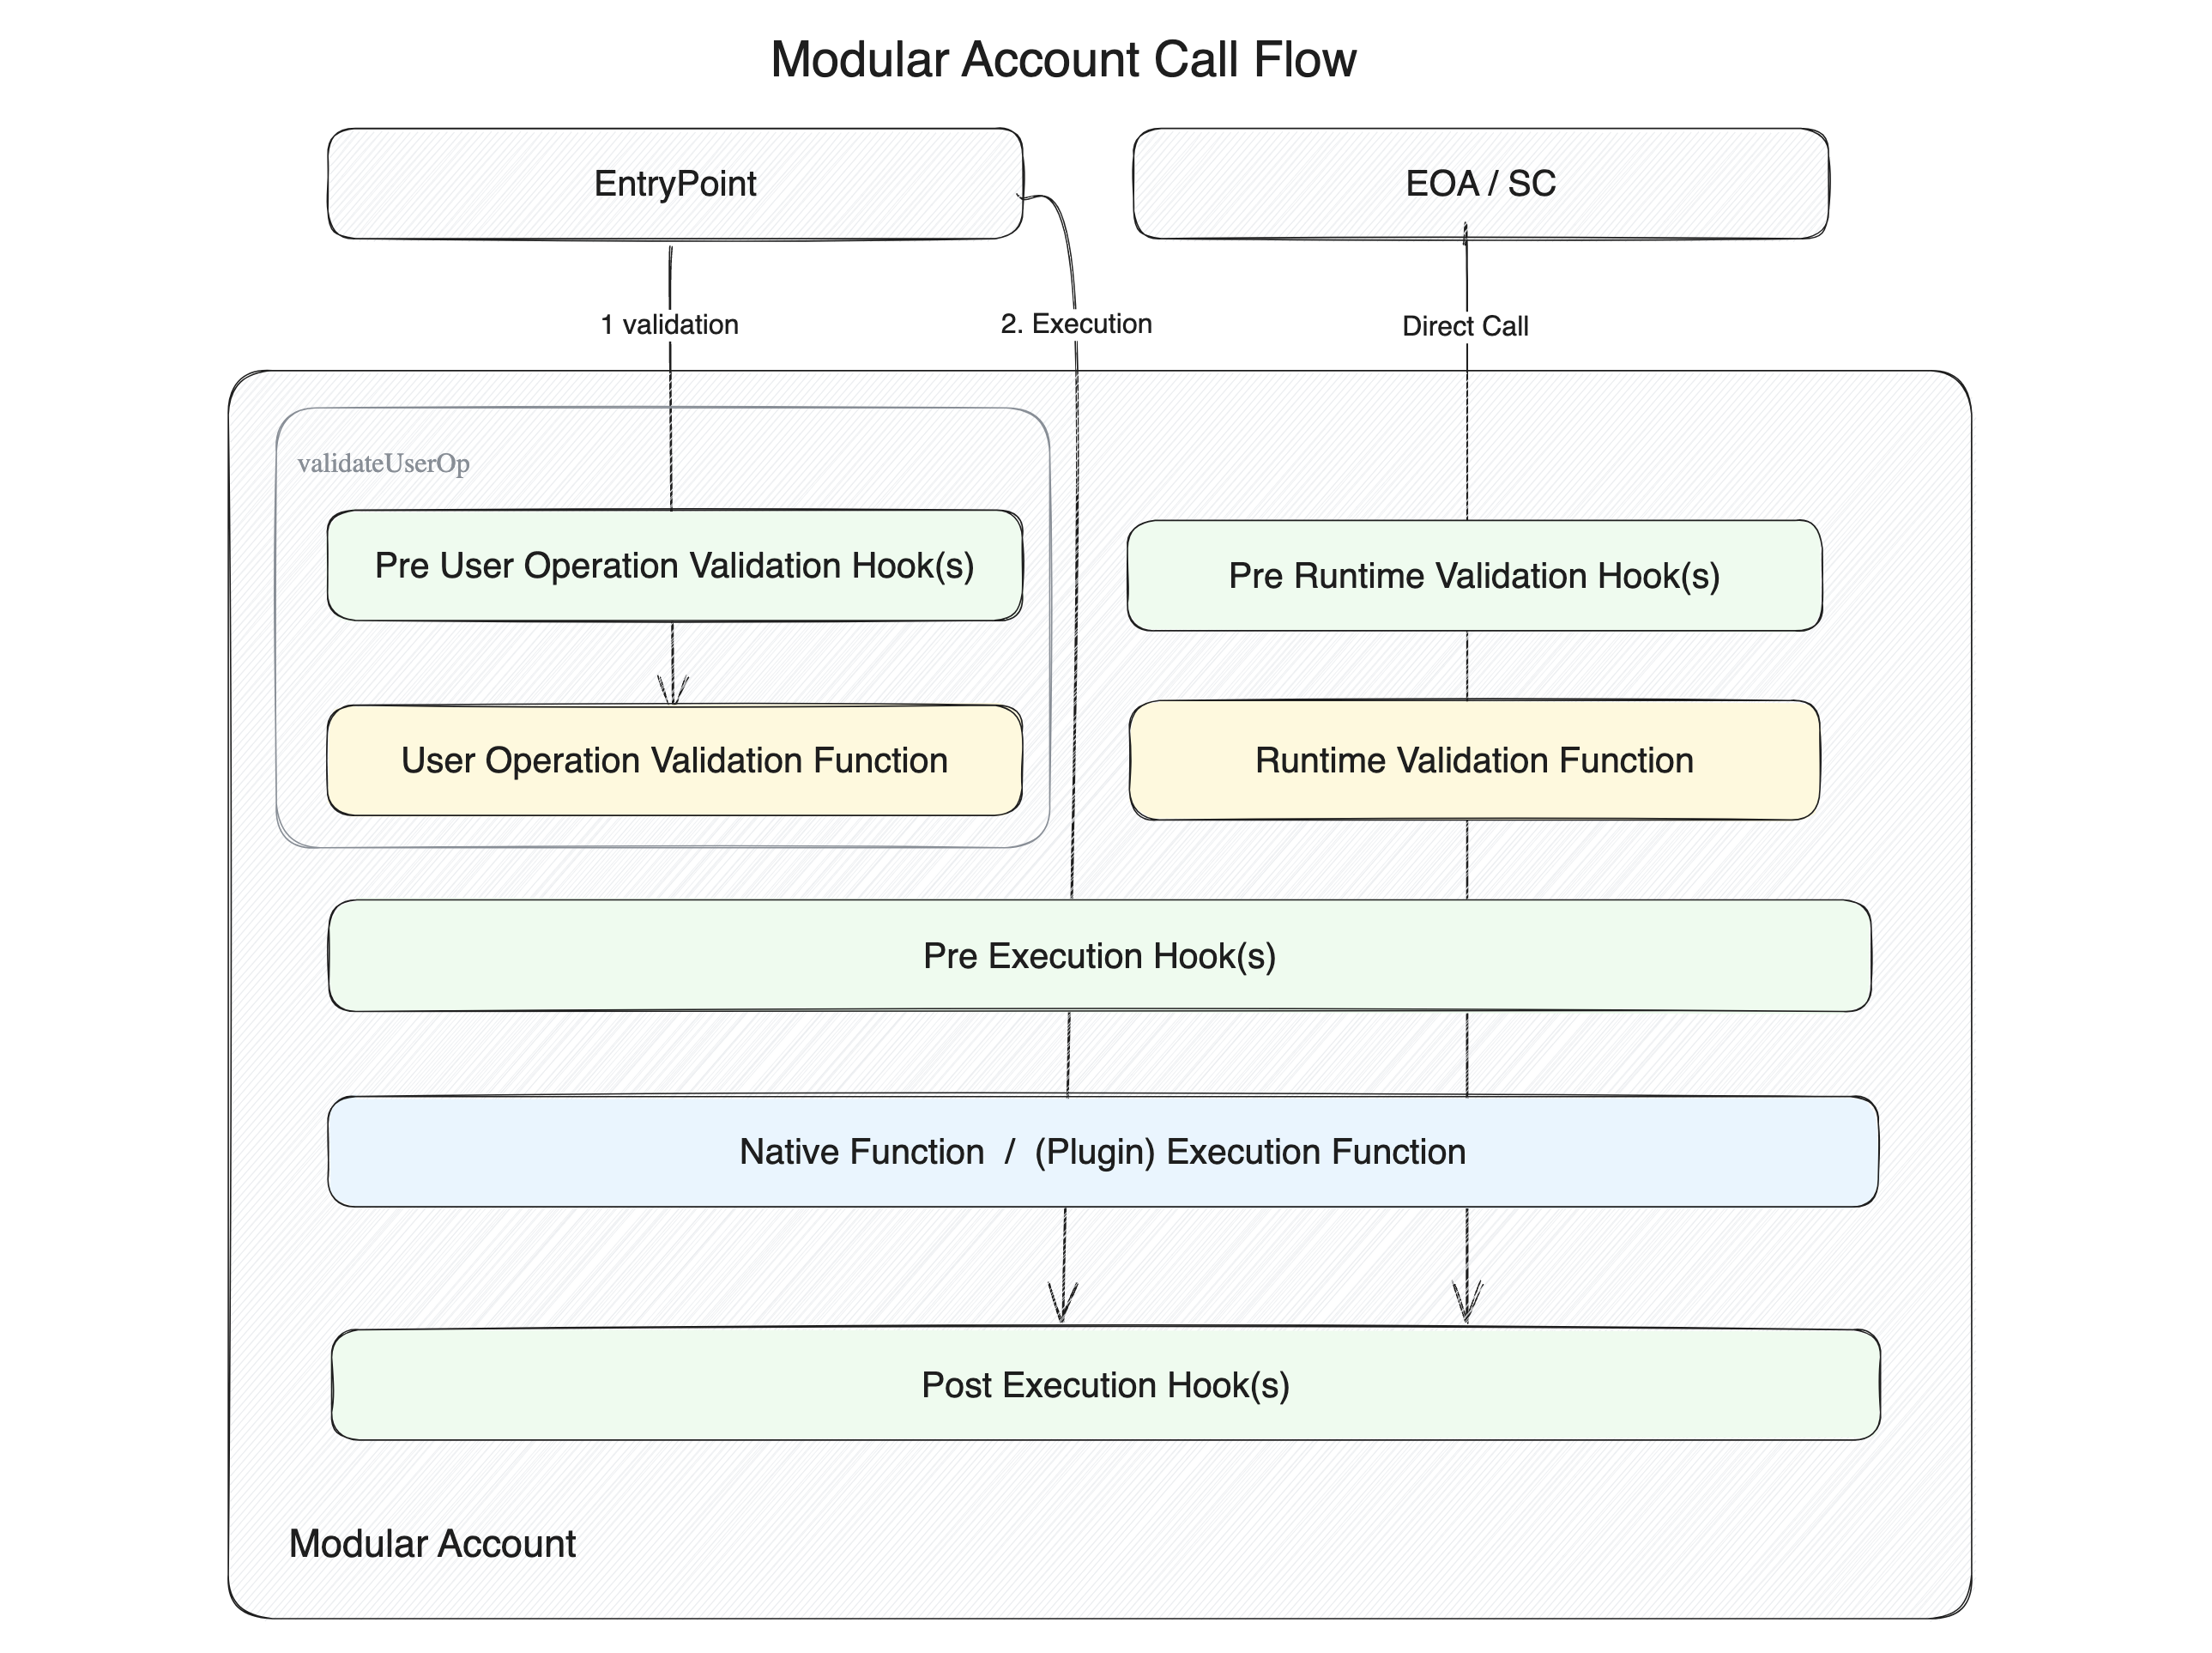 Modular Account Call Flow
EntryPoint
EOA / SC
1 validation
2. Execution
Direct Call
validateUserOp
Pre User Operation Validation Hook(s)
Pre Runtime Validation Hook(s)
User Operation Validation Function
Runtime Validation Function
Pre Execution Hook(s)
Native Function / (Plugin) Execution Function
Post Execution Hook(s)
Modular Account